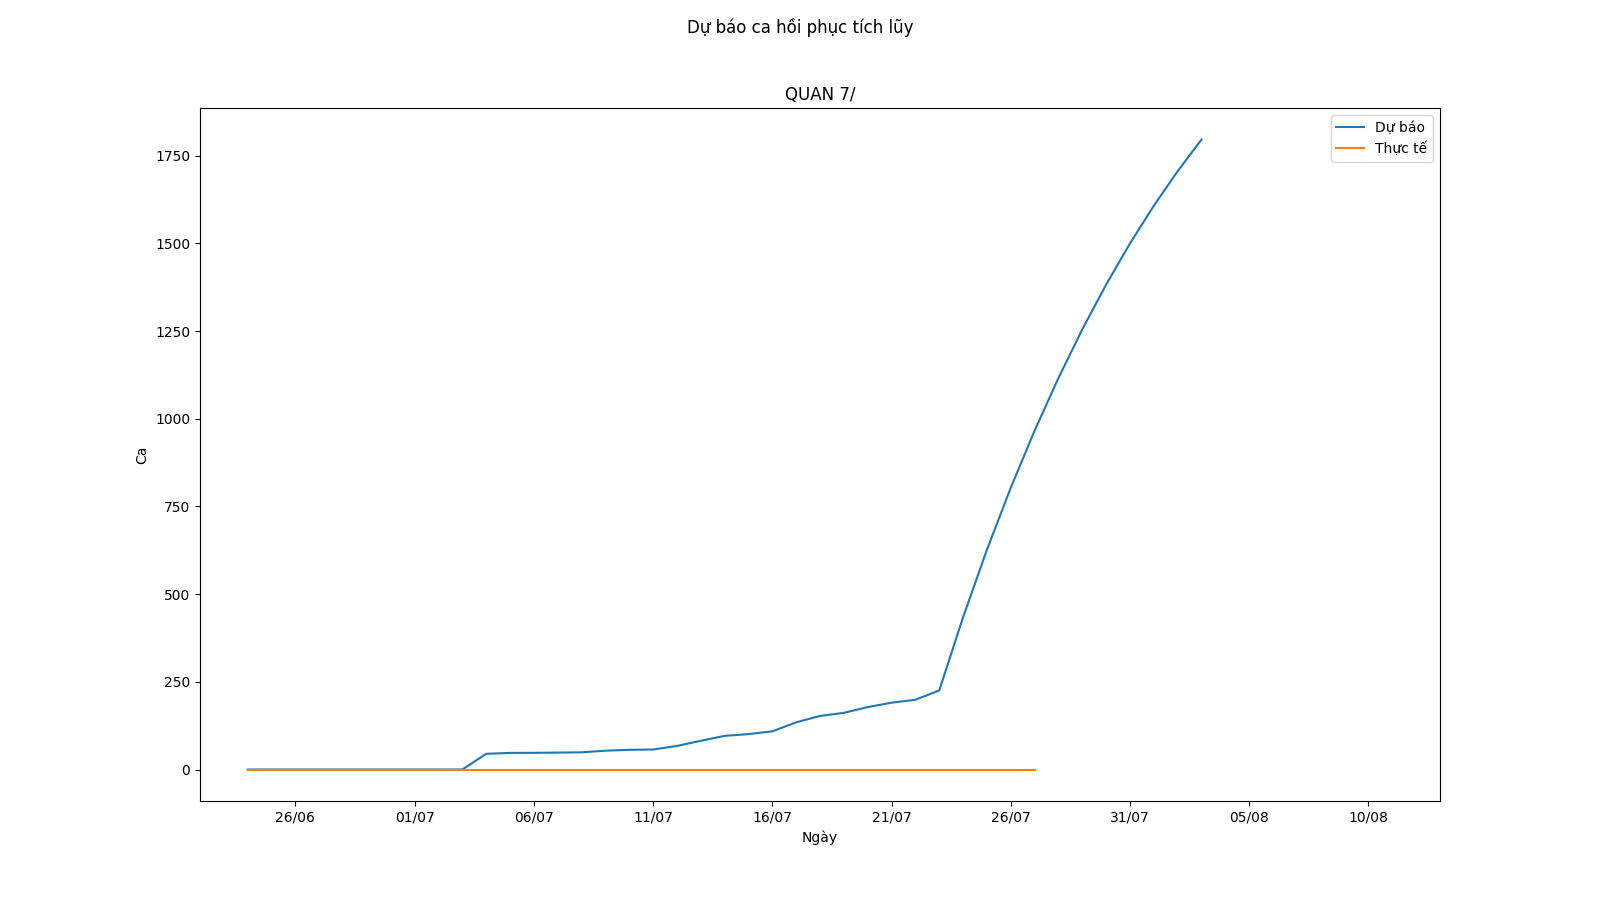 Dự báo ca hồi phục tích lũy
QUAN 7/
Dự báo
Thực tế
1750
1500
1250
1000
750
500
250
0
Ca
26/06 01/07 06/07 11/07 16/07 21/07 26/07 31/07 05/08 10/08
Ngày